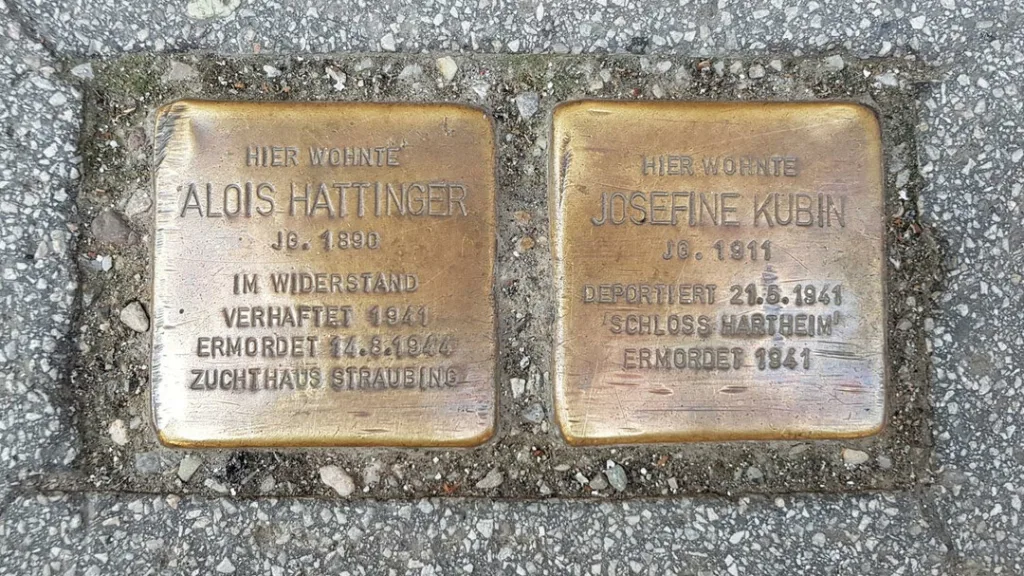 HIER WOHNTE
ALOIS HATTINGER
JG. 1890
IM WIDERSTAND
VERHAFTET 1941
ERMORDET 14.8.1944
ZUCHTHAUS STRAUBING
HIER WOHNTE
JOSEFINE KUBIN
JG. 1911
DEPORTIERT 21.5.1941
'SCHLOSS HARTHEIM'
ERMORDET 1941